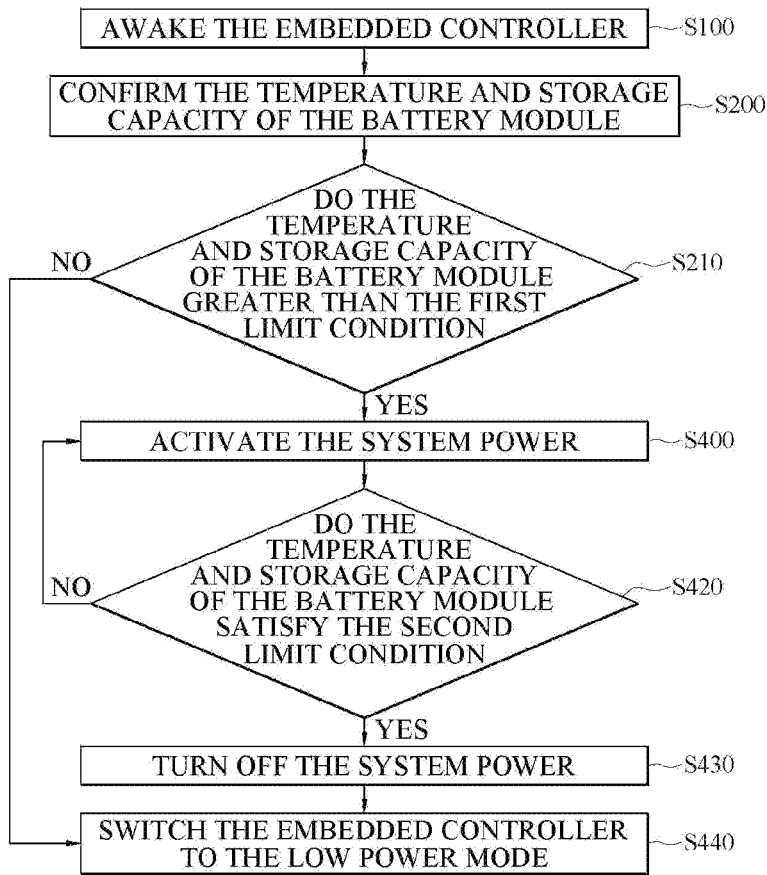 AWAKE THE EMBEDDED CONTROLLER
S100
CONFIRM THE TEMPERATURE AND STORAGE
CAPACITY OF THE BATTERY MODULE
S200
DO THE
TEMPERATURE
AND STORAGE CAPACITY
OF THE BATTERY MODULE
GREATER THAN THE FIRST
LIMIT CONDITION
S210
NO
YES
ACTIVATE THE SYSTEM POWER
S400
DO THE
TEMPERATURE
AND STORAGE CAPACITY
OF THE BATTERY MODULE
SATISFY THE SECOND
LIMIT CONDITION
S420
NO
YES
TURN OFF THE SYSTEM POWER
S430
SWITCH THE EMBEDDED CONTROLLER
TO THE LOW POWER MODE
S440